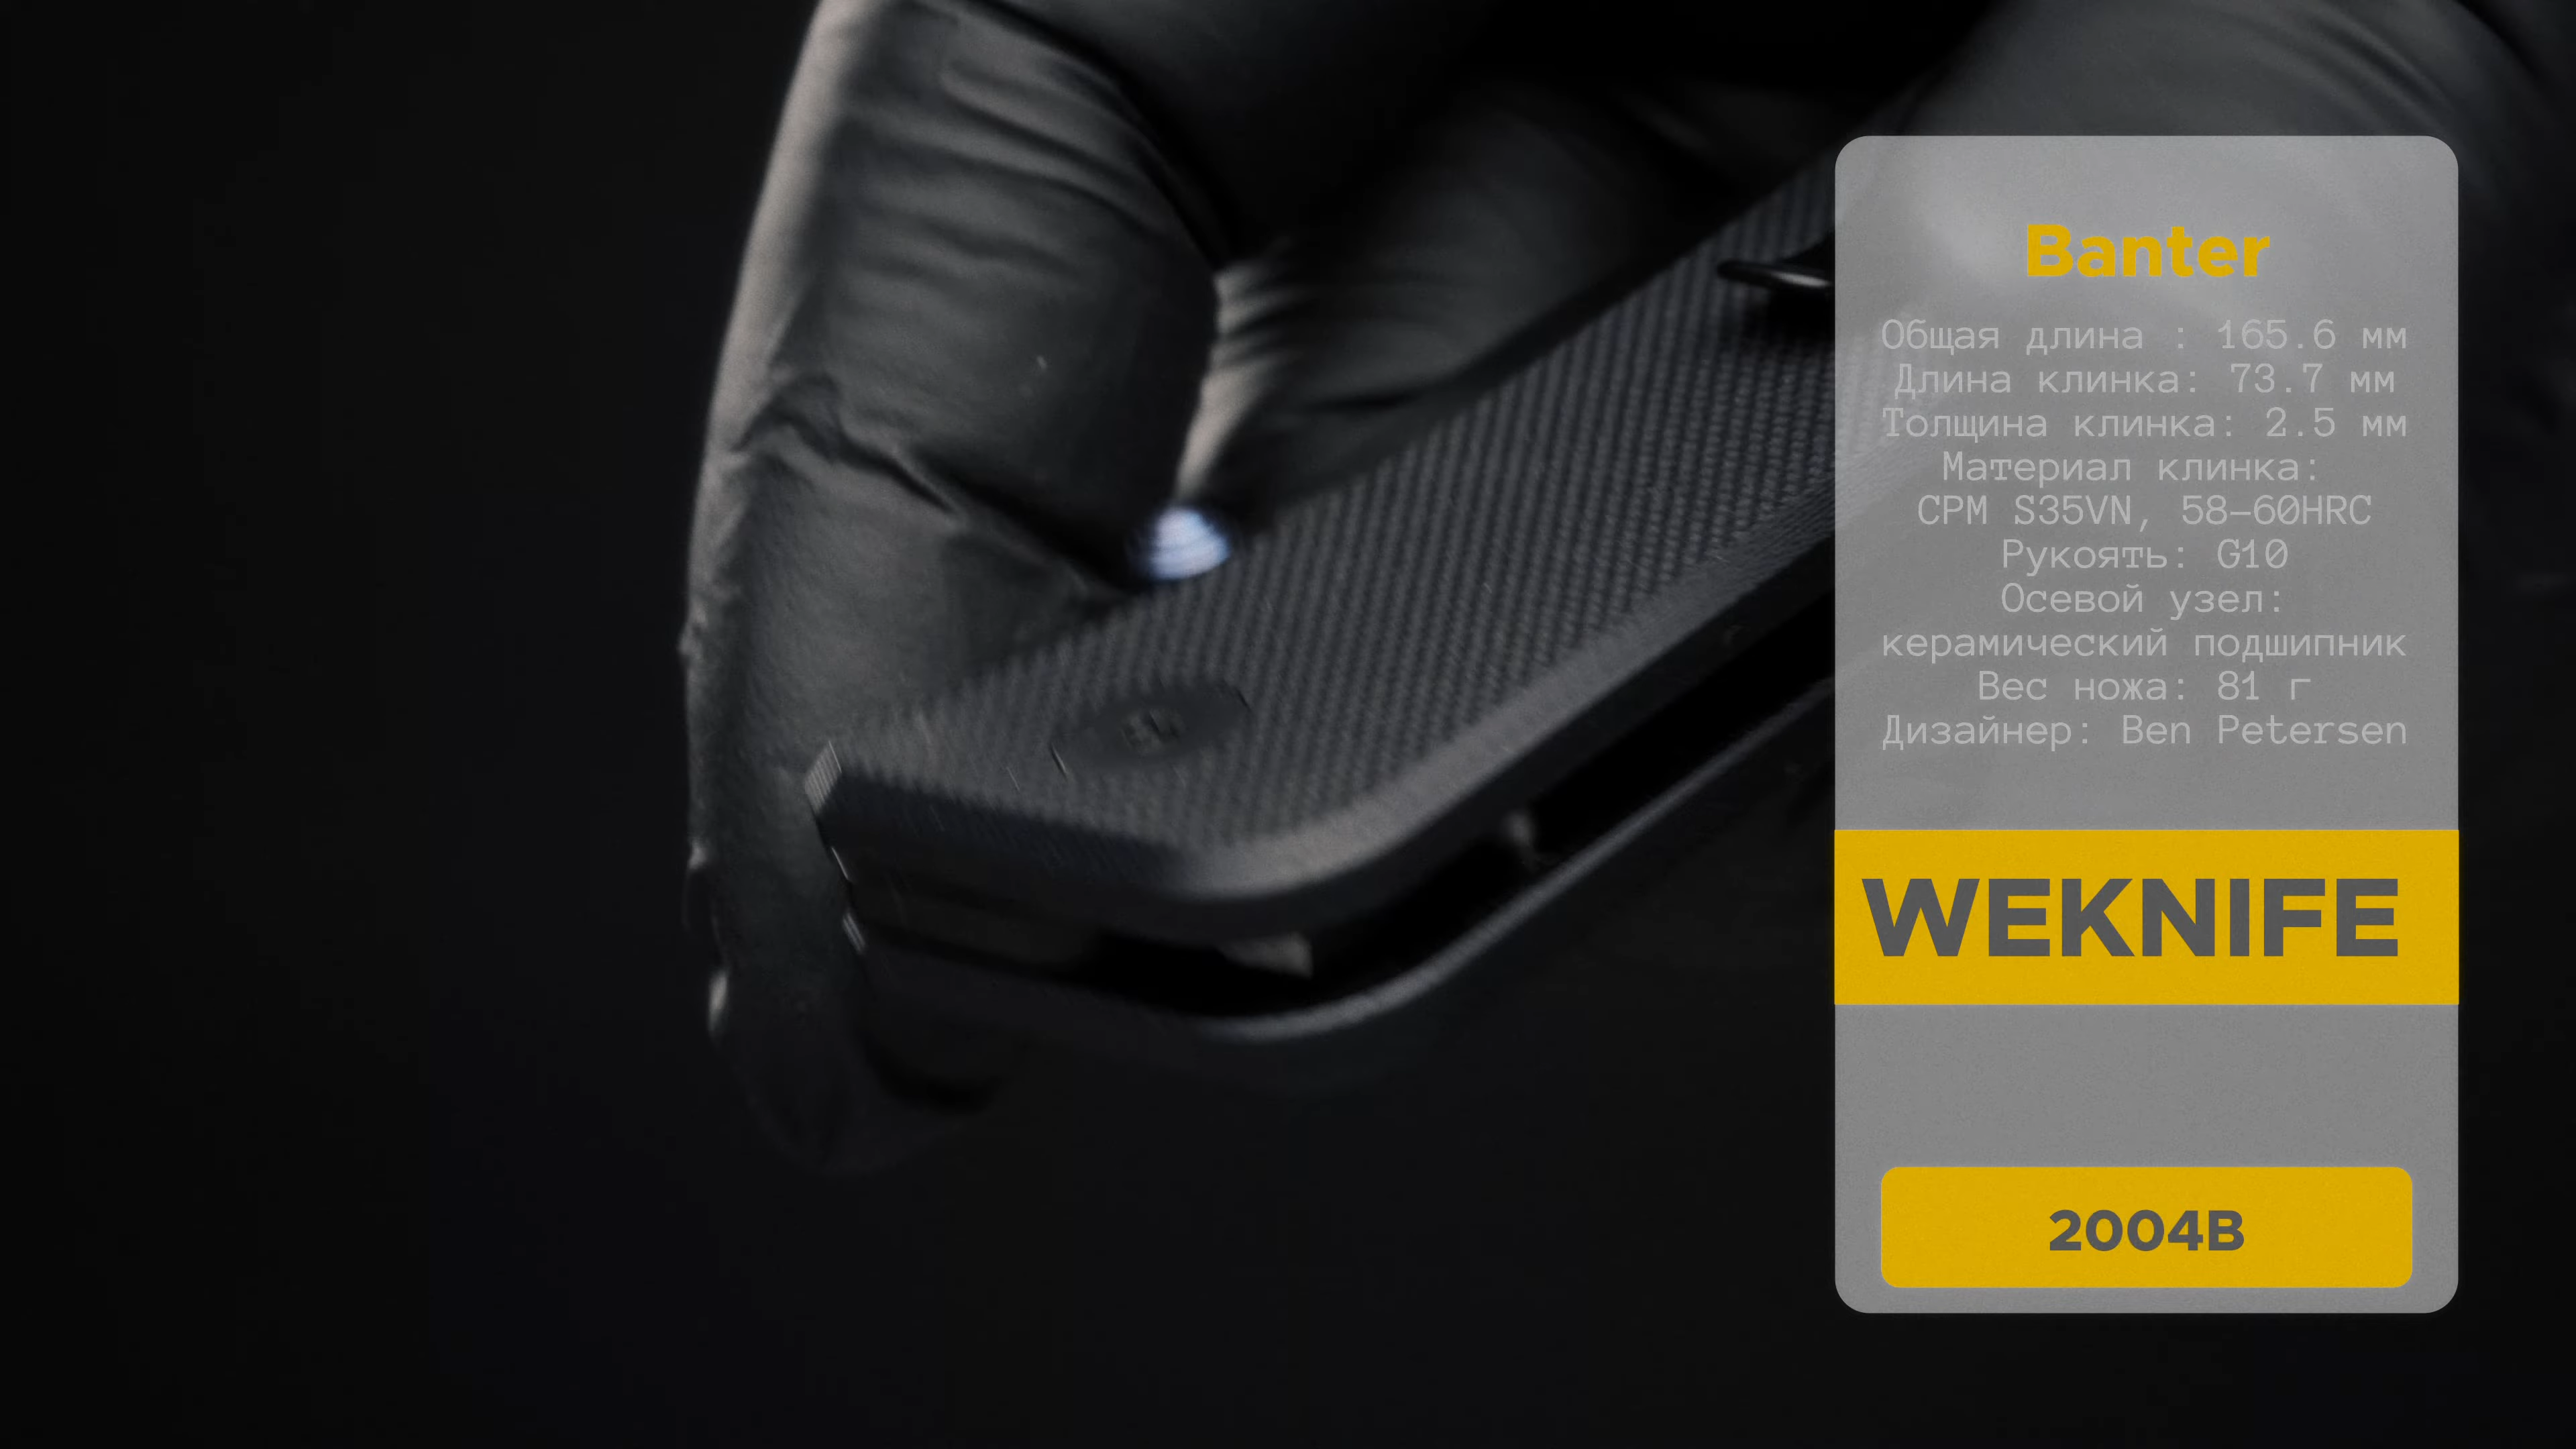 Banter
Общая длина : 165.6 мм
Длина клинка: 73.7 мм
Толщина клинка: 2.5 мм
Материал клинка:
CPM S35VN, 58-60HRC
Рукоять: G10
Осевой узел:
керамический подшипник
Вес ножа: 81 г
Дизайнер: Ben Petersen
WEKNIFE
2004B